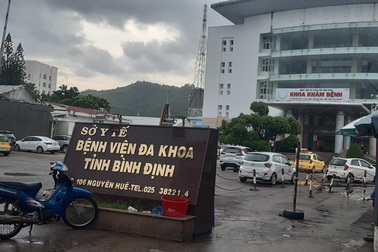 SỞ Y TẾ
BỆNH VIỆN ĐA KHOA
TỈNH BÌNH ĐỊNH
106 NGUYỄN HUỆ.TEL.025 38221.4
KHOA KHÁM BỆNH